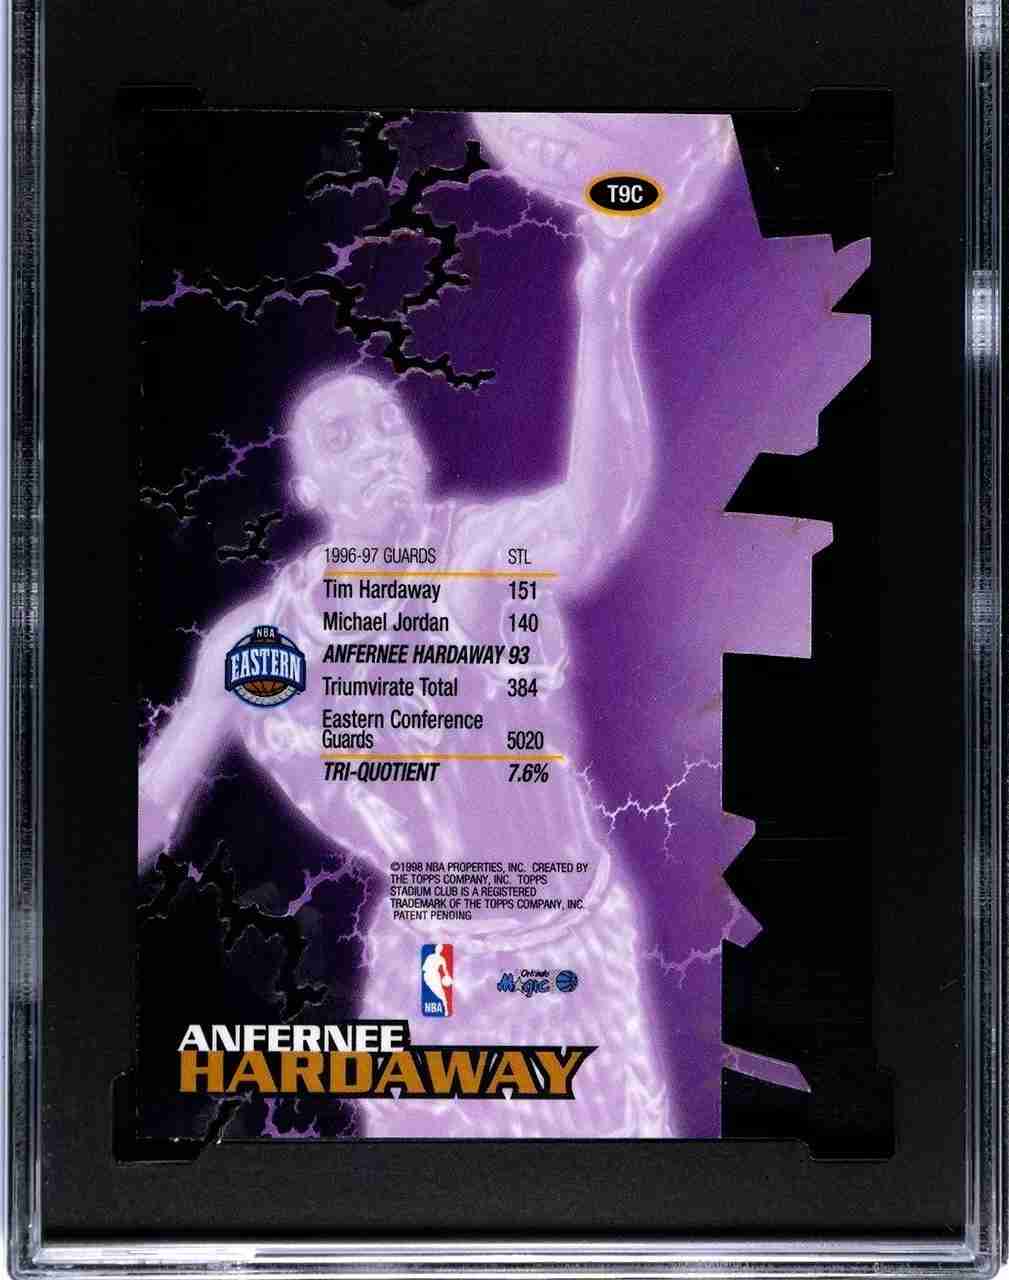 T9C
1996-97 GUARDS STL
Tim Hardaway 151
Michael Jordan 140
ANFERNEE HARDAWAY 93
Triumvirate Total 384
NBA
EASTERN
Eastern Conference
Guards 5020
TRI-QUOTIENT 7.6%
©1998 NBA PROPERTIES, INC. CREATED BY
THE TOPPS COMPANY, INC. TOPPS
STADIUM CLUB IS A REGISTERED
TRADEMARK OF THE TOPPS COMPANY, INC.
PATENT PENDING
NBA
Orlando
Magic
ANFERNEE
HARDAWAY